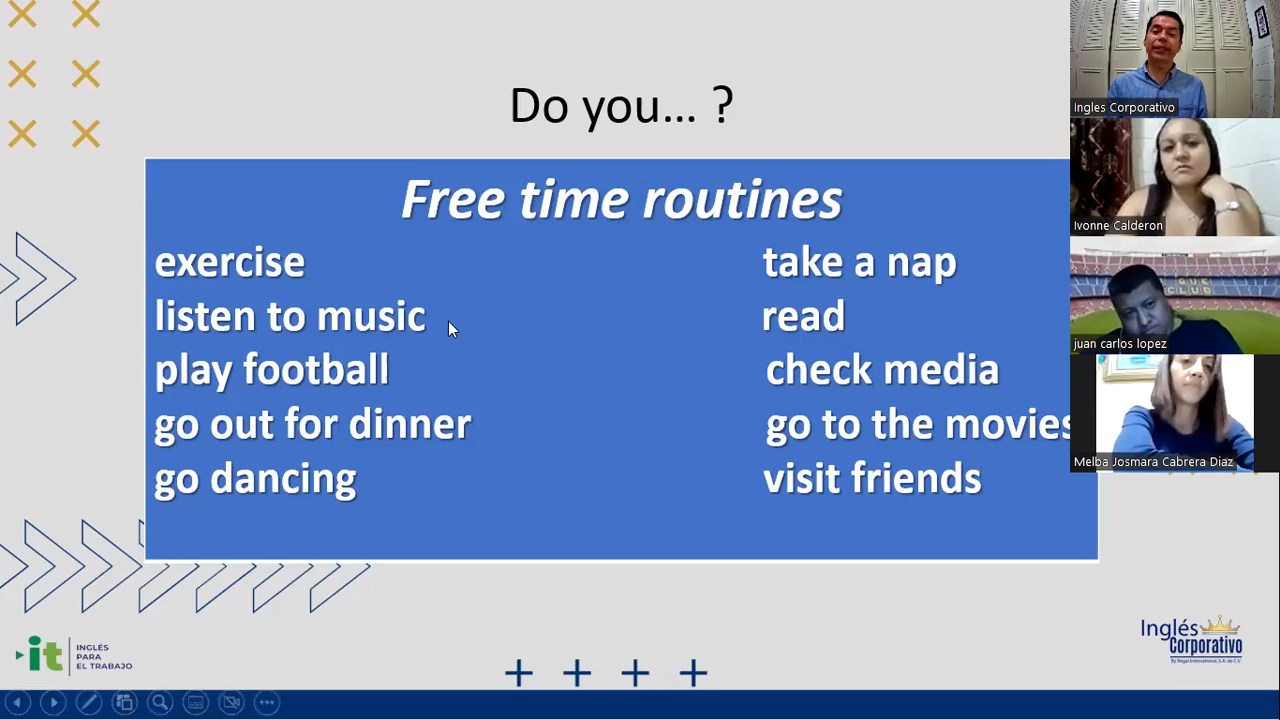 Do you... ?
Free time routines
exercise
listen to music
play football
go out for dinner
go dancing
take a nap
read
check media
go to the movies
visit friends
Ingles Corporativo
Ivonne Calderon
juan carlos lopez
Melba Josmara Cabrera Diaz
it
INGLÉS
PARA
EL TRABAJO
Inglés
Corporativo